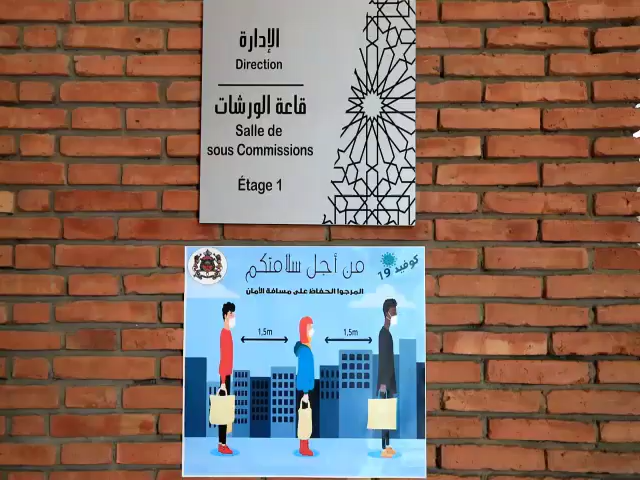 الإدارة
Direction
قاعة الورشات
Salle de
sous Commissions
Étage 1
من أجل سلامتكم
كوفيد 19
المرجوا الحفاظ على مسافة الأمان
1,5m
1,5m